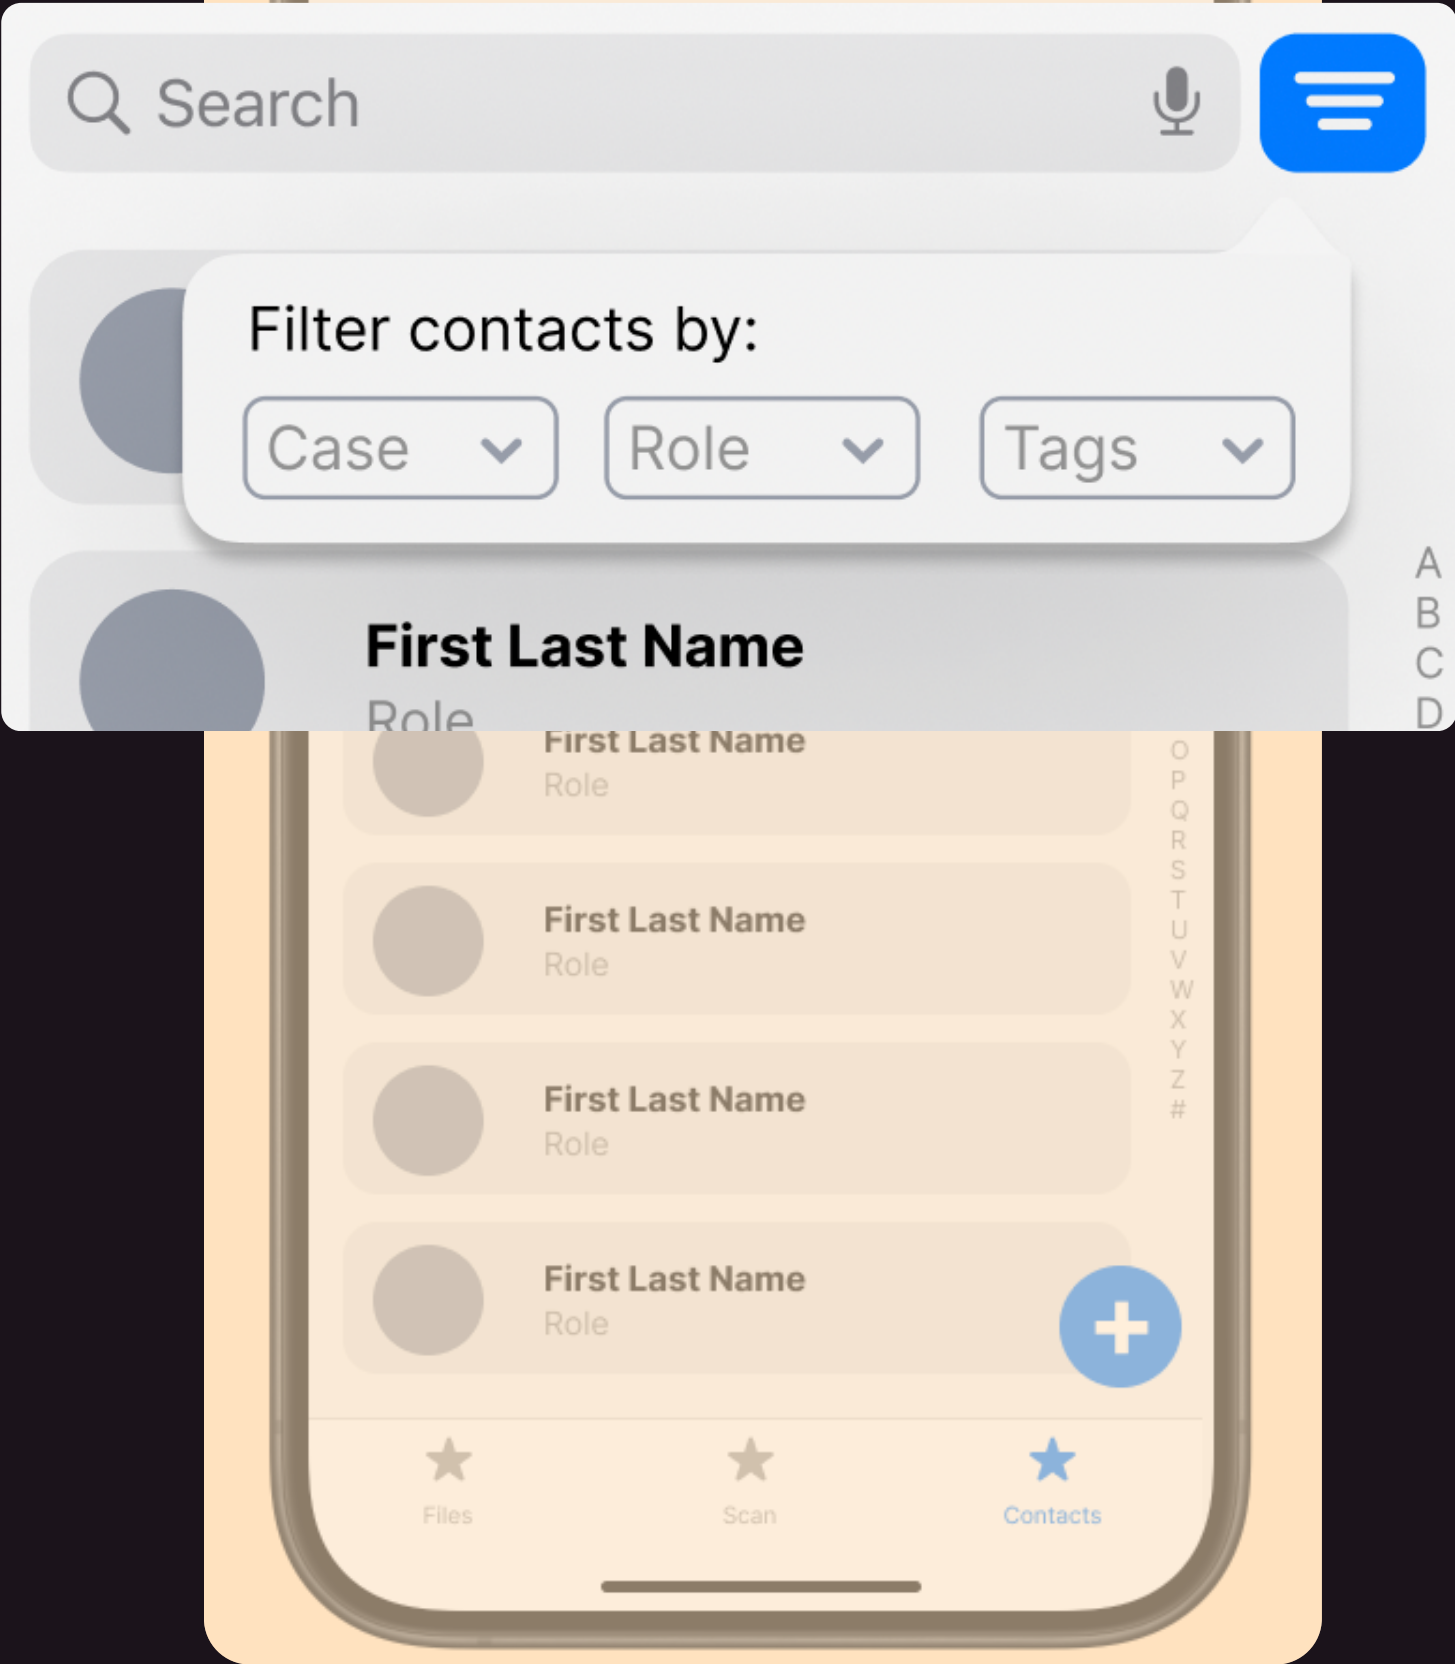 Search
Filter contacts by:
Case
Role
Tags
A
B
C
D
First Last Name
Role
First Last Name
Role
O
P
Q
R
S
T
U
V
W
X
Y
Z
#
First Last Name
Role
First Last Name
Role
First Last Name
Role
Files
Scan
Contacts